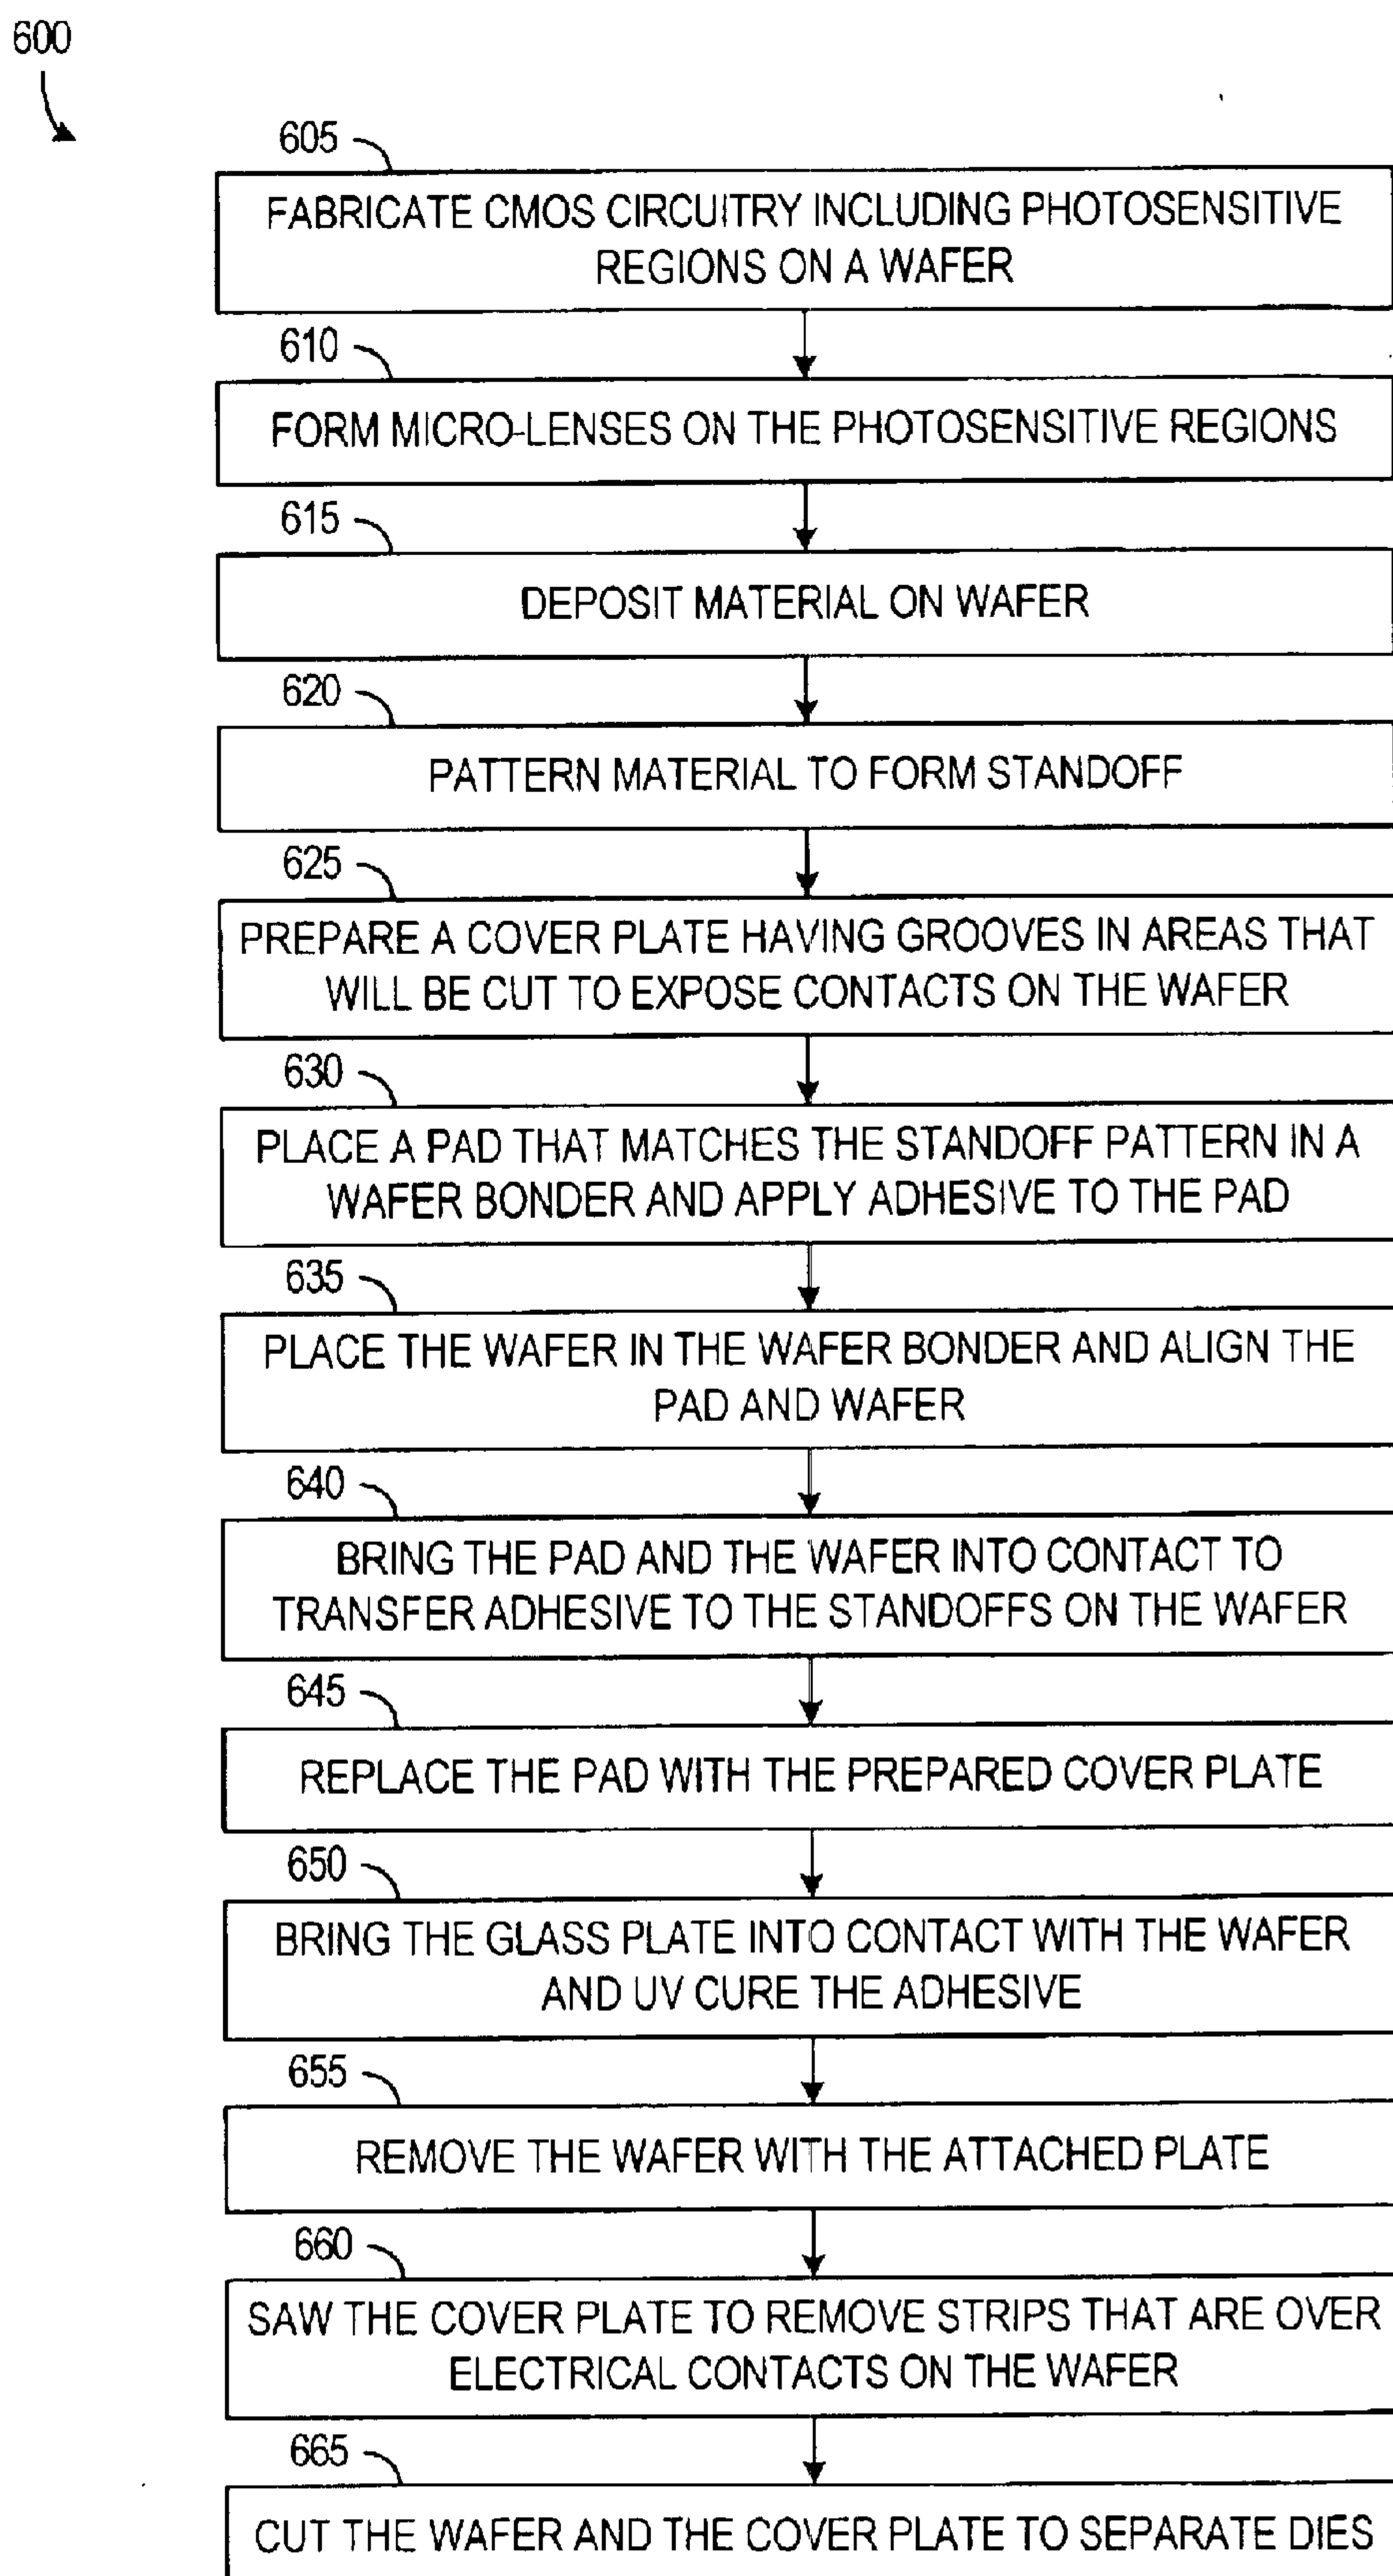 600
605
FABRICATE CMOS CIRCUITRY INCLUDING PHOTOSENSITIVE
REGIONS ON A WAFER
610
FORM MICRO-LENSES ON THE PHOTOSENSITIVE REGIONS
615
DEPOSIT MATERIAL ON WAFER
620
PATTERN MATERIAL TO FORM STANDOFF
625
PREPARE A COVER PLATE HAVING GROOVES IN AREAS THAT
WILL BE CUT TO EXPOSE CONTACTS ON THE WAFER
630
PLACE A PAD THAT MATCHES THE STANDOFF PATTERN IN A
WAFER BONDER AND APPLY ADHESIVE TO THE PAD
635
PLACE THE WAFER IN THE WAFER BONDER AND ALIGN THE
PAD AND WAFER
640
BRING THE PAD AND THE WAFER INTO CONTACT TO
TRANSFER ADHESIVE TO THE STANDOFFS ON THE WAFER
645
REPLACE THE PAD WITH THE PREPARED COVER PLATE
650
BRING THE GLASS PLATE INTO CONTACT WITH THE WAFER
AND UV CURE THE ADHESIVE
655
REMOVE THE WAFER WITH THE ATTACHED PLATE
660
SAW THE COVER PLATE TO REMOVE STRIPS THAT ARE OVER
ELECTRICAL CONTACTS ON THE WAFER
665
CUT THE WAFER AND THE COVER PLATE TO SEPARATE DIES